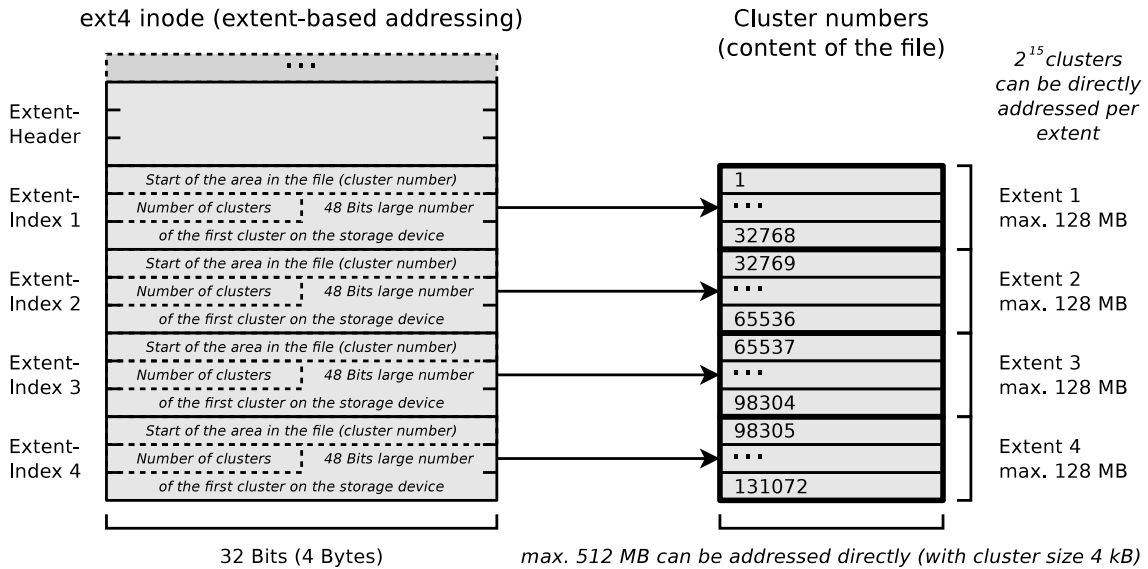 ext4 inode (extent-based addressing)
Cluster numbers
(content of the file)
2^15 clusters
can be directly
addressed per
extent
...
Extent-
Header
Extent-
Index 1
Start of the area in the file (cluster number)
Number of clusters
48 Bits large number
of the first cluster on the storage device
1
...
32768
Extent 1
max. 128 MB
Extent-
Index 2
Start of the area in the file (cluster number)
Number of clusters
48 Bits large number
of the first cluster on the storage device
32769
...
65536
Extent 2
max. 128 MB
Extent-
Index 3
Start of the area in the file (cluster number)
Number of clusters
48 Bits large number
of the first cluster on the storage device
65537
...
98304
Extent 3
max. 128 MB
Extent-
Index 4
Start of the area in the file (cluster number)
Number of clusters
48 Bits large number
of the first cluster on the storage device
98305
...
131072
Extent 4
max. 128 MB
32 Bits (4 Bytes)
max. 512 MB can be addressed directly (with cluster size 4 kB)